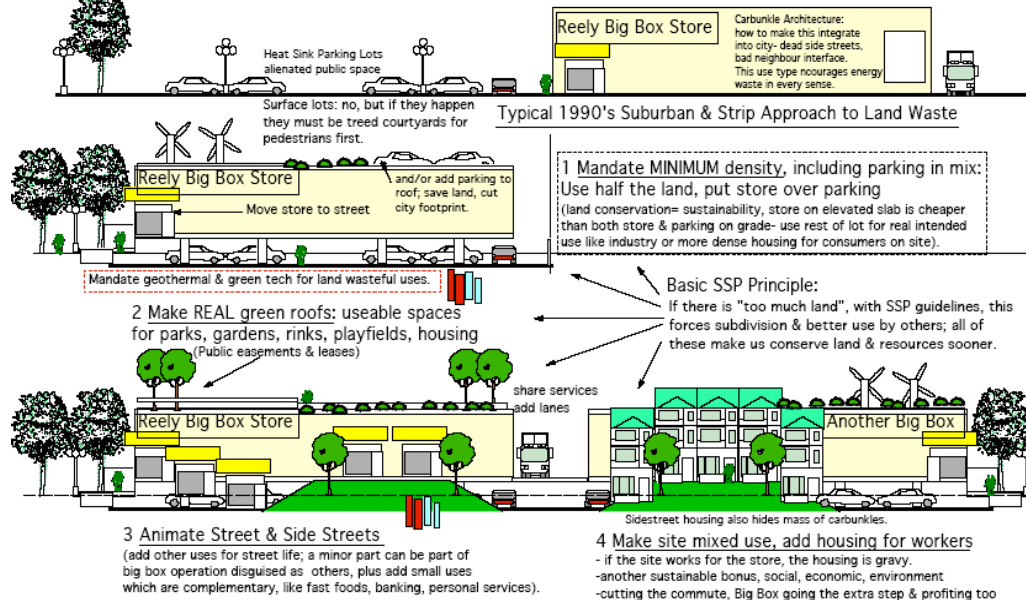 Reely Big Box Store
Carbunkle Architecture:
how to make this integrate
into city- dead side streets,
bad neighbour interface.
This use type ncourages energy
waste in every sense.
Heat Sink Parking Lots
alienated public space
Typical 1990's Suburban & Strip Approach to Land Waste
Surface lots: no, but if they happen
they must be treed courtyards for
pedestrians first.
Reely Big Box Store
and/or add parking to
roof; save land, cut
city footprint.
Move store to street
1 Mandate MINIMUM density, including parking in mix:
Use half the land, put store over parking
(land conservation= sustainability, store on elevated slab is cheaper
than both store & parking on grade- use rest of lot for real intended
use like industry or more dense housing for consumers on site).
Mandate geothermal & green tech for land wasteful uses.
Basic SSP Principle:
If there is "too much land", with SSP guidelines, this
forces subdivision & better use by others; all of
these make us conserve land & resources sooner.
2 Make REAL green roofs: useable spaces
for parks, gardens, rinks, playfields, housing
(Public easements & leases)
share services
add lanes
Reely Big Box Store
Another Big Box
Sidestreet housing also hides mass of carbunkles.
3 Animate Street & Side Streets
(add other uses for street life; a minor part can be part of
big box operation disguised as others, plus add small uses
which are complementary, like fast foods, banking, personal services).
4 Make site mixed use, add housing for workers
- if the site works for the store, the housing is gravy.
-another sustainable bonus, social, economic, environment
-cutting the commute, Big Box going the extra step & profiting too